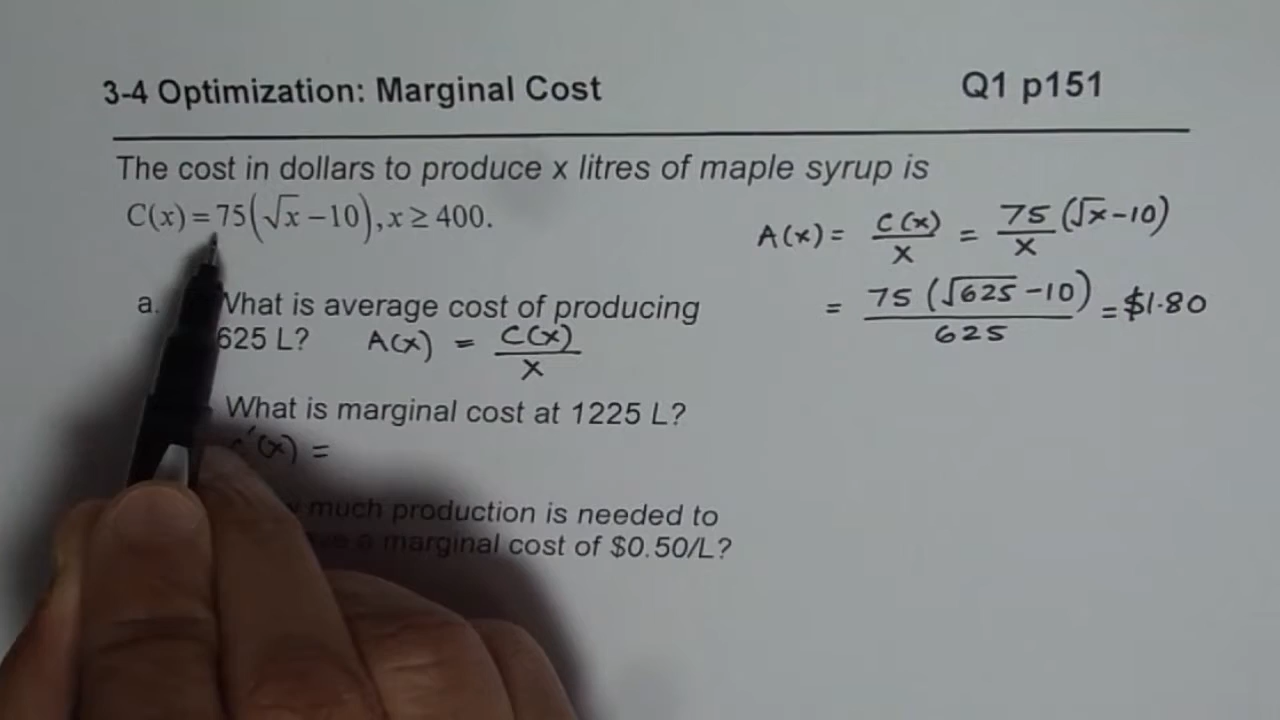 3-4 Optimization: Marginal Cost Q1 p151
The cost in dollars to produce x litres of maple syrup is
C(x) = 75(√x − 10), x ≥ 400.
A(x) = C(x)/x = 75/x (√x − 10)
= 75(√625 − 10)/625 = $1.80
a. What is average cost of producing
625 L? A(x) = C(x)/x
What is marginal cost at 1225 L?
C'(x) =
much production is needed to
a marginal cost of $0.50/L?